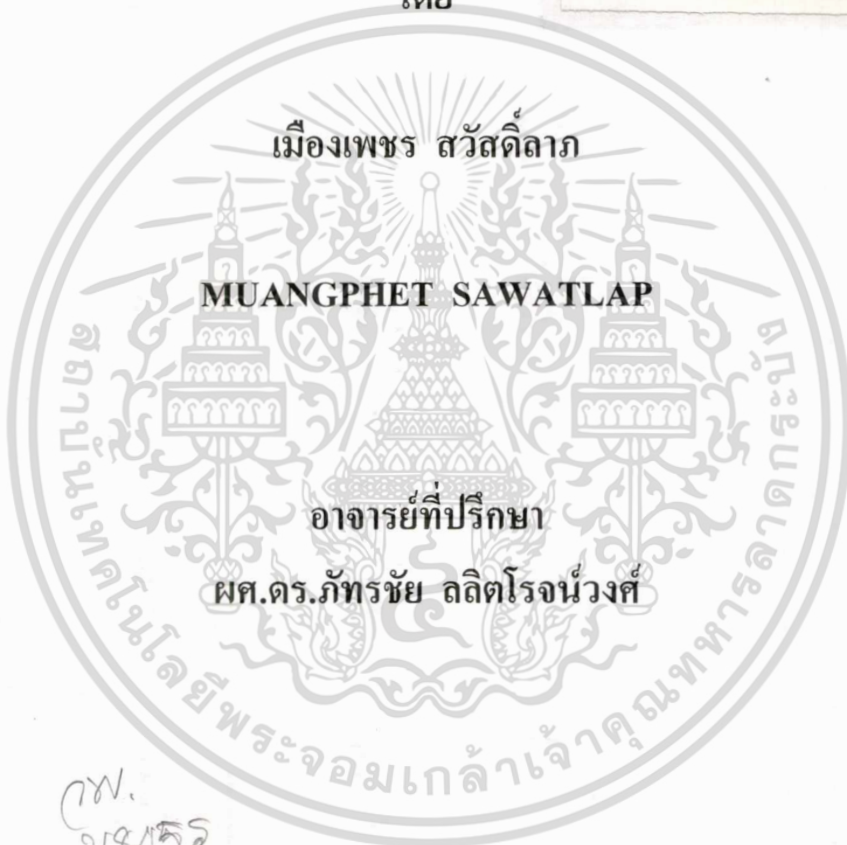 โดย
เมืองเพชร สวัสดิ์ลาภ
MUANGPHET SAWATLAP
อาจารย์ที่ปรึกษา
ผศ.ดร.ภัทรชัย ลลิตโรจน์วงศ์
สถาบันเทคโนโลยีพระจอมเกล้าเจ้าคุณทหารลาดกระบัง